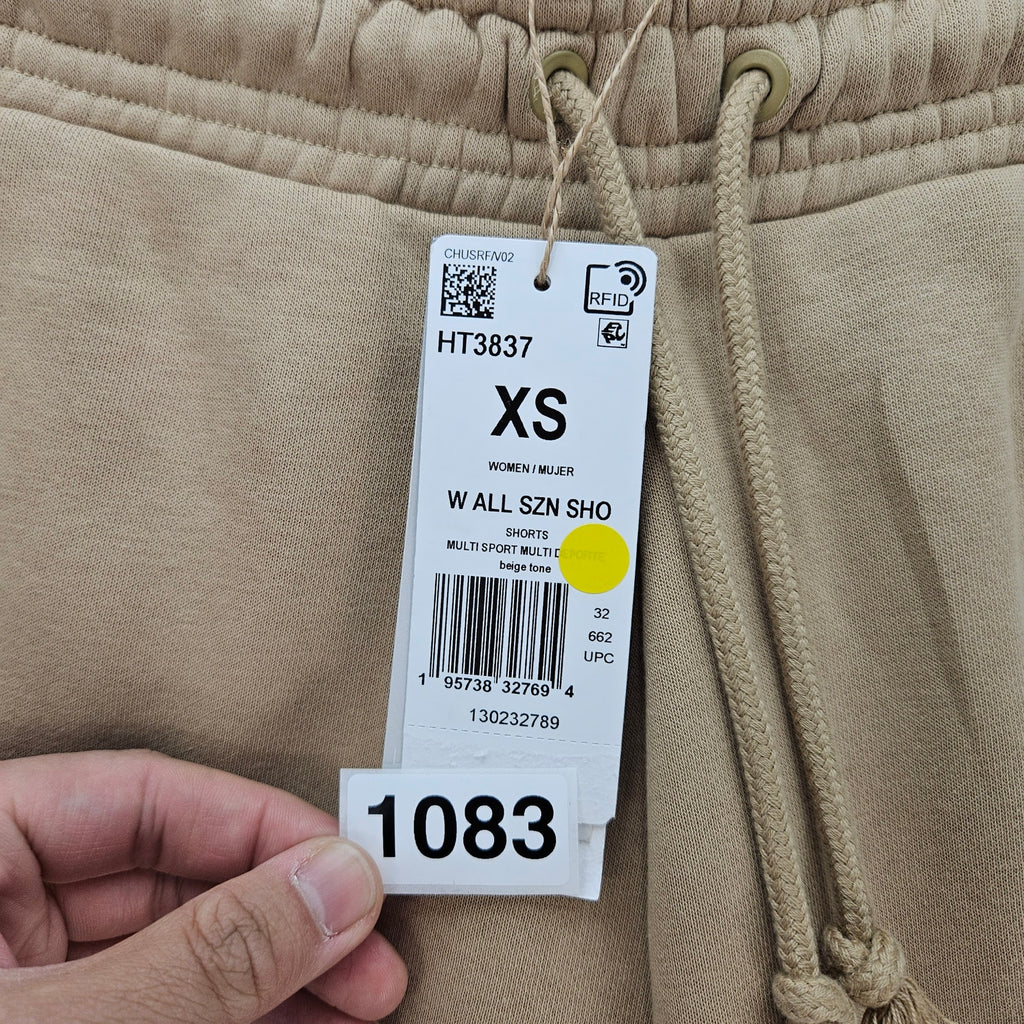 CHUSRF/V02
RFID
HT3837
XS
WOMEN / MUJER
W ALL SZN SHO
SHORTS
MULTI SPORT MULTI DEPORTE
beige tone
32
662
UPC
1 95738 32769 4
130232789
1083